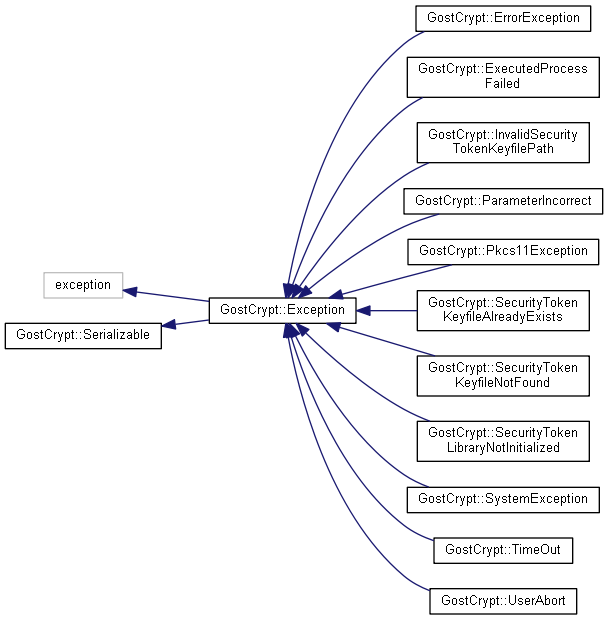 GostCrypt::ErrorException
GostCrypt::ExecutedProcess
Failed
GostCrypt::InvalidSecurity
TokenKeyfilePath
GostCrypt::ParameterIncorrect
GostCrypt::Pkcs11Exception
exception
GostCrypt::Exception
GostCrypt::Serializable
GostCrypt::SecurityToken
KeyfileAlreadyExists
GostCrypt::SecurityToken
KeyfileNotFound
GostCrypt::SecurityToken
LibraryNotInitialized
GostCrypt::SystemException
GostCrypt::TimeOut
GostCrypt::UserAbort